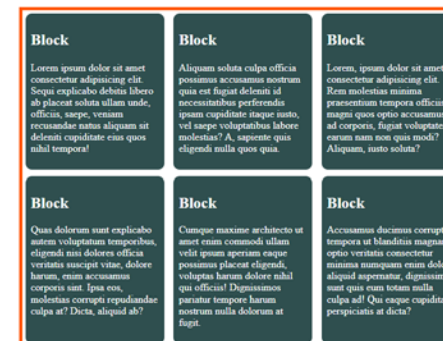 Block
Lorem ipsum dolor sit amet
consectetur adipisicing elit.
Sequi explicabo debitis libero
ab placeat soluta ullam unde,
officiis, saepe, veniam
recusandae natus aliquam sit
deleniti cupiditate eius quos
nihil tempora!
Block
Aliquam soluta culpa officia
possimus accusamus nostrum
quia est fugiat deleniti id
necessitatibus perferendis
ipsam cupiditate itaque iusto,
vel saepe voluptatibus labore
molestias? A, sapiente quis
eligendi nulla quos quia.
Block
Lorem, ipsum dolor sit amet
consectetur adipisicing elit.
Rem molestias minima
praesentium tempora officiis
magni quos optio accusamus
ad corporis, fugiat voluptate
earum nam non quis modi?
Aliquam, iusto soluta?
Block
Quas dolorum sunt explicabo
autem voluptatum temporibus,
eligendi nisi dolores officia
veritatis suscipit vitae, dolore
harum, enim accusamus
corporis sint. Ipsa eos,
molestias corrupti repudiandae
culpa at? Dicta, aliquid ab?
Block
Cumque maxime architecto ut
amet enim commodi ullam
velit ipsum aperiam eaque
possimus placeat eligendi,
voluptas harum dolore nihil
qui officiis! Dignissimos
pariatur tempore harum
nostrum nulla dolorum at
fugit.
Block
Accusamus ducimus corrupt
tempora ut blanditiis magnam
optio veritatis consectetur
minima numquam enim dolo
aliquid aspernatur, dignissim
sunt quis eum totam nulla
culpa ad! Qui eaque cupidita
perspiciatis at dicta?